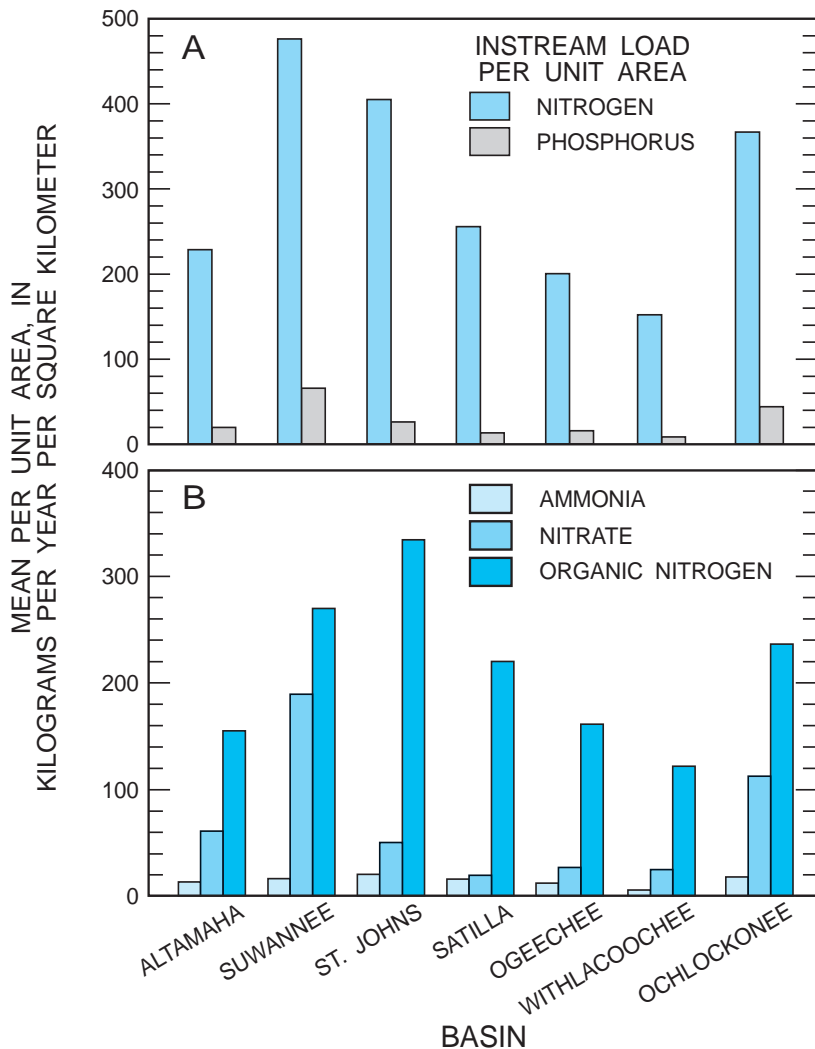 MEAN PER UNIT AREA, IN
KILOGRAMS PER YEAR PER SQUARE KILOMETER
A
INSTREAM LOAD
PER UNIT AREA
NITROGEN
PHOSPHORUS
500
400
300
200
100
0
B
AMMONIA
NITRATE
ORGANIC NITROGEN
400
300
200
100
0
ALTAMAHA
SUWANNEE
ST. JOHNS
SATILLA
OGEECHEE
WITHLACOOCHEE
OCHLOCKONEE
BASIN